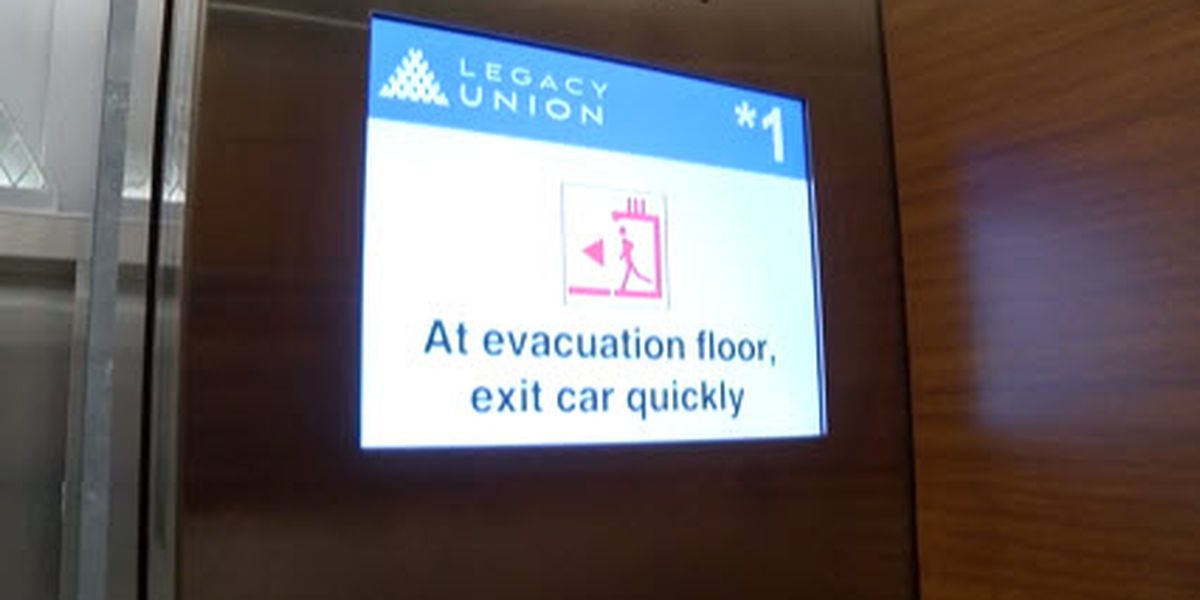 LEGACY
UNION
*1
At evacuation floor,
exit car quickly